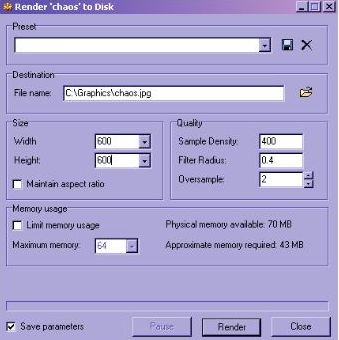 Render 'chaos' to Disk
Preset
Destination
File name: C:\Graphics\chaos.jpg
Size
Width 600
Height: 600
Maintain aspect ratio
Quality
Sample Density: 400
Filter Radius: 0.4
Oversample: 2
Memory usage
Limit memory usage Physical memory available: 70 MB
Maximum memory: 64 Approximate memory required: 43 MB
Save parameters Pause Render Close